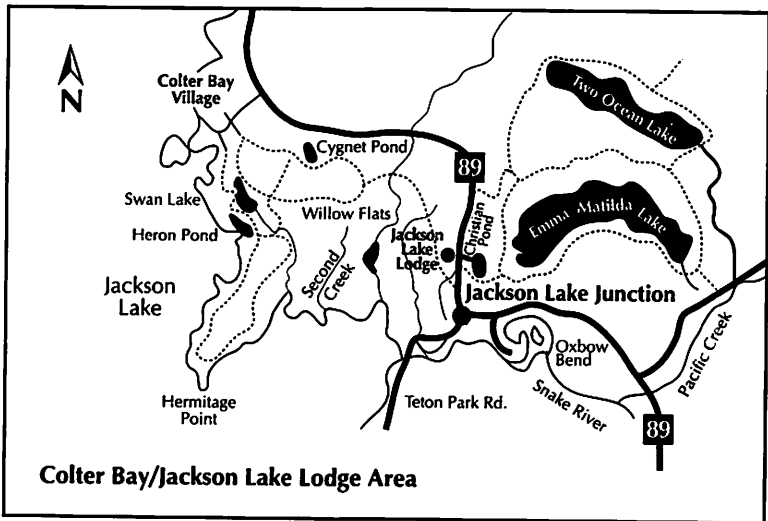 N
Colter Bay
Village
Two Ocean Lake
Cygnet Pond
89
Swan Lake
Willow Flats
Emma Matilda Lake
Heron Pond
Jackson
Lake
Lodge
Christian
Pond
Second
Creek
Jackson
Lake
Jackson Lake Junction
Oxbow
Bend
Pacific Creek
Hermitage
Point
Teton Park Rd.
Snake River
89
Colter Bay/Jackson Lake Lodge Area